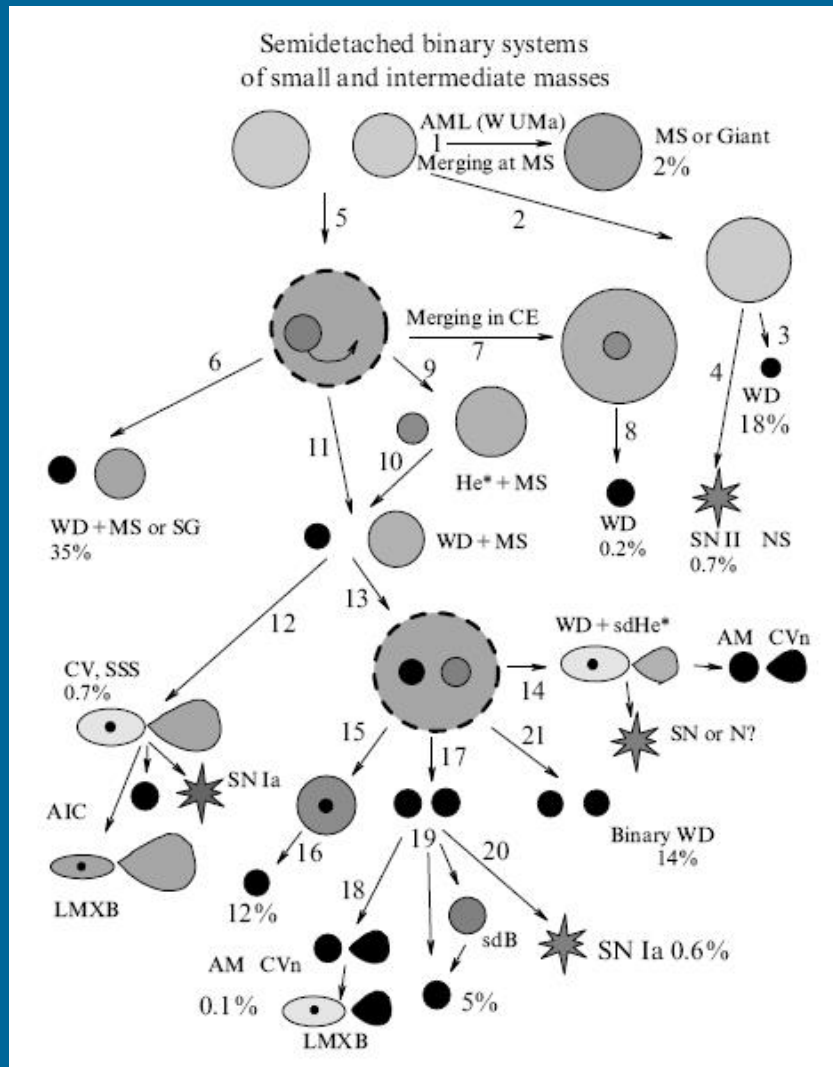 Semidetached binary systems
of small and intermediate masses
AML (W UMa)
1
Merging at MS
MS or Giant
2%
2
5
Merging in CE
7
3
4
6
9
WD
18%
8
11
10
He* + MS
WD + MS or SG
35%
WD + MS
WD
0.2%
SN II NS
0.7%
13
12
WD + sdHe*
AM CVn
CV, SSS
0.7%
14
15
17
21
SN or N?
SN Ia
AIC
Binary WD
14%
16
19
20
LMXB
12%
18
sdB
SN Ia 0.6%
AM CVn
0.1%
5%
LMXB